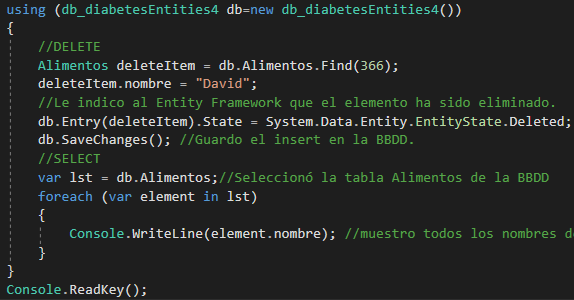 using (db_diabetesEntities4 db=new db_diabetesEntities4())
{
//DELETE
Alimentos deleteItem = db.Alimentos.Find(366);
deleteItem.nombre = "David";
//Le indico al Entity Framework que el elemento ha sido eliminado.
db.Entry(deleteItem).State = System.Data.Entity.EntityState.Deleted;
db.SaveChanges(); //Guardo el insert en la BBDD.
//SELECT
var lst = db.Alimentos;//Seleccionó la tabla Alimentos de la BBDD
foreach (var element in lst)
{
Console.WriteLine(element.nombre); //muestro todos los nombres d
}
}
Console.ReadKey();